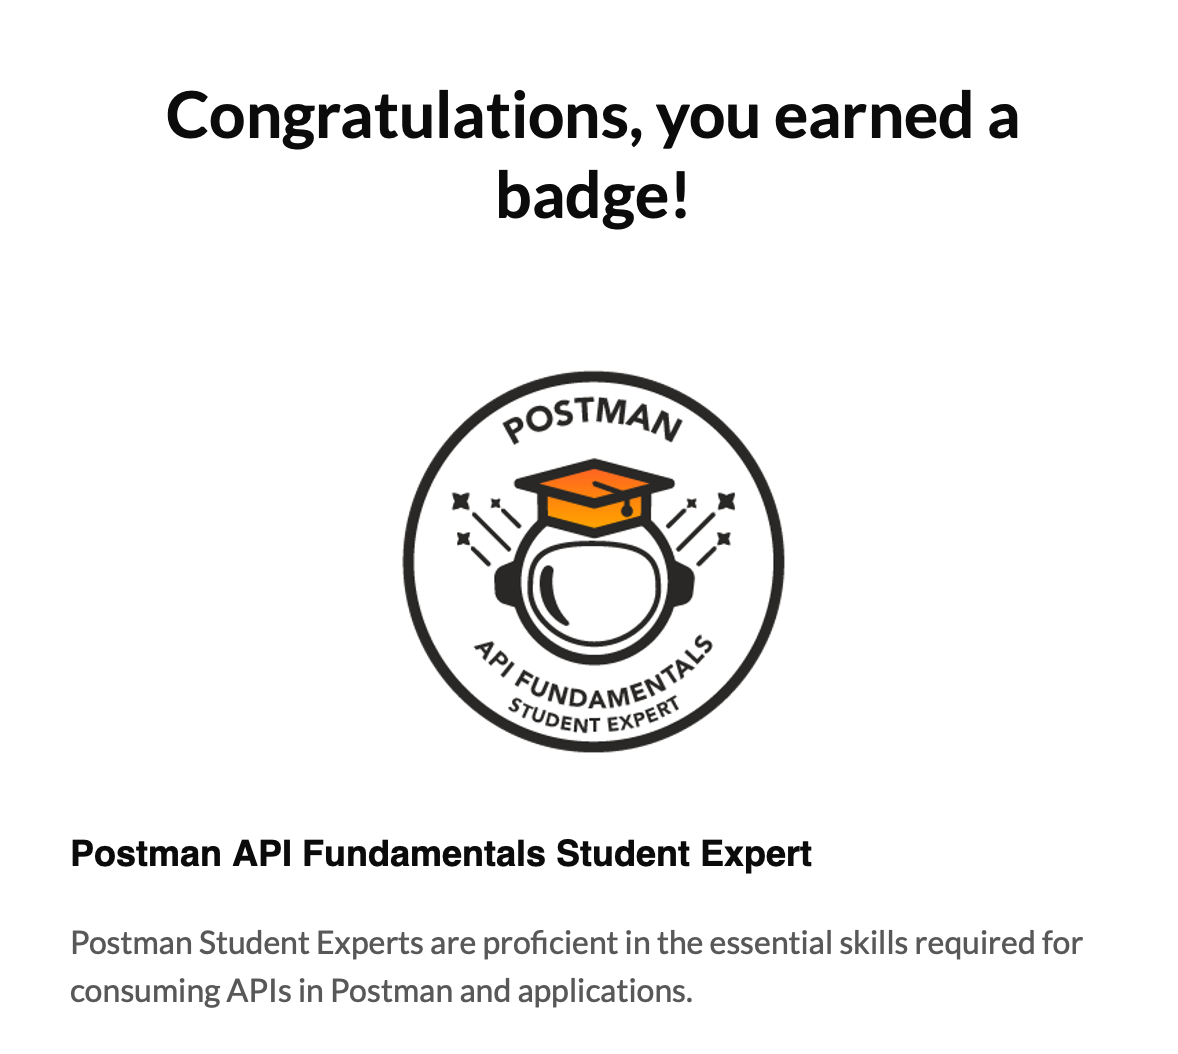 Congratulations, you earned a
badge!
POSTMAN
API FUNDAMENTALS
STUDENT EXPERT
Postman API Fundamentals Student Expert
Postman Student Experts are proficient in the essential skills required for
consuming APIs in Postman and applications.